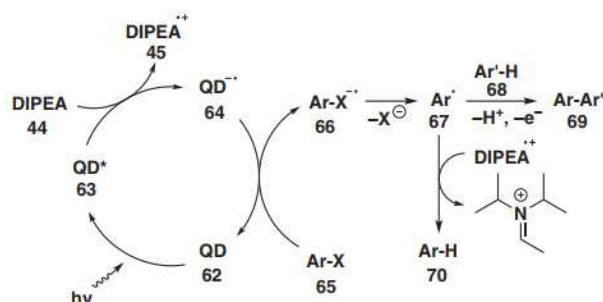 DIPEA•+
45
DIPEA
44
QD−•
64
QD*
63
hν
QD
62
Ar-X−•
66
–X⊖
Ar•
67
Ar'-H
68
–H+, –e−
Ar-Ar'
69
DIPEA•+
⊕
N
Ar-X
65
Ar-H
70